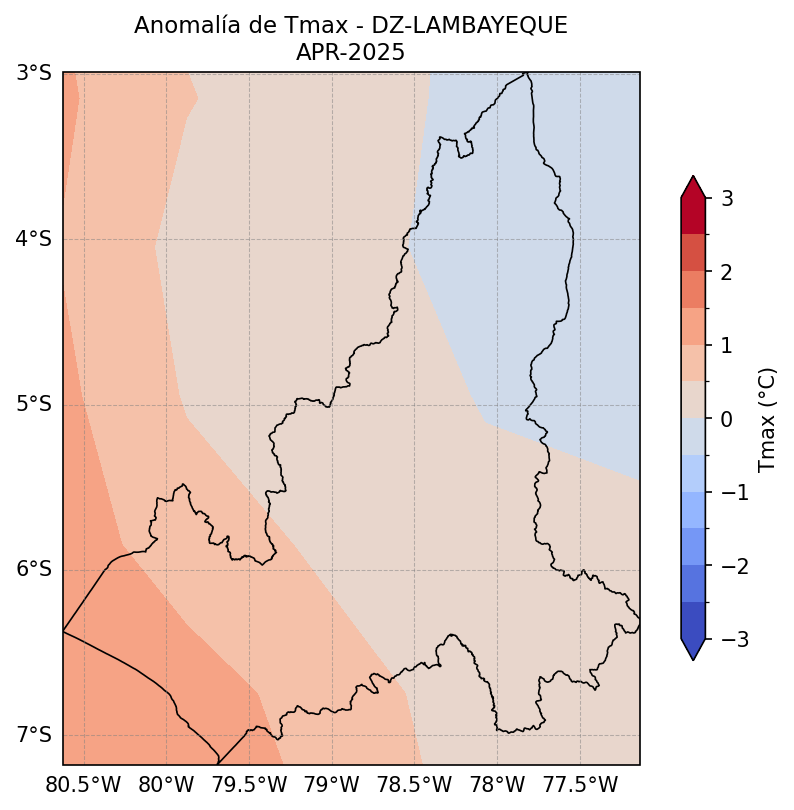 Anomalía de Tmax - DZ-LAMBAYEQUE
APR-2025
3°S
4°S
5°S
6°S
7°S
80.5°W 80°W 79.5°W 79°W 78.5°W 78°W 77.5°W
3
2
1
0
−1
−2
−3
Tmax (°C)